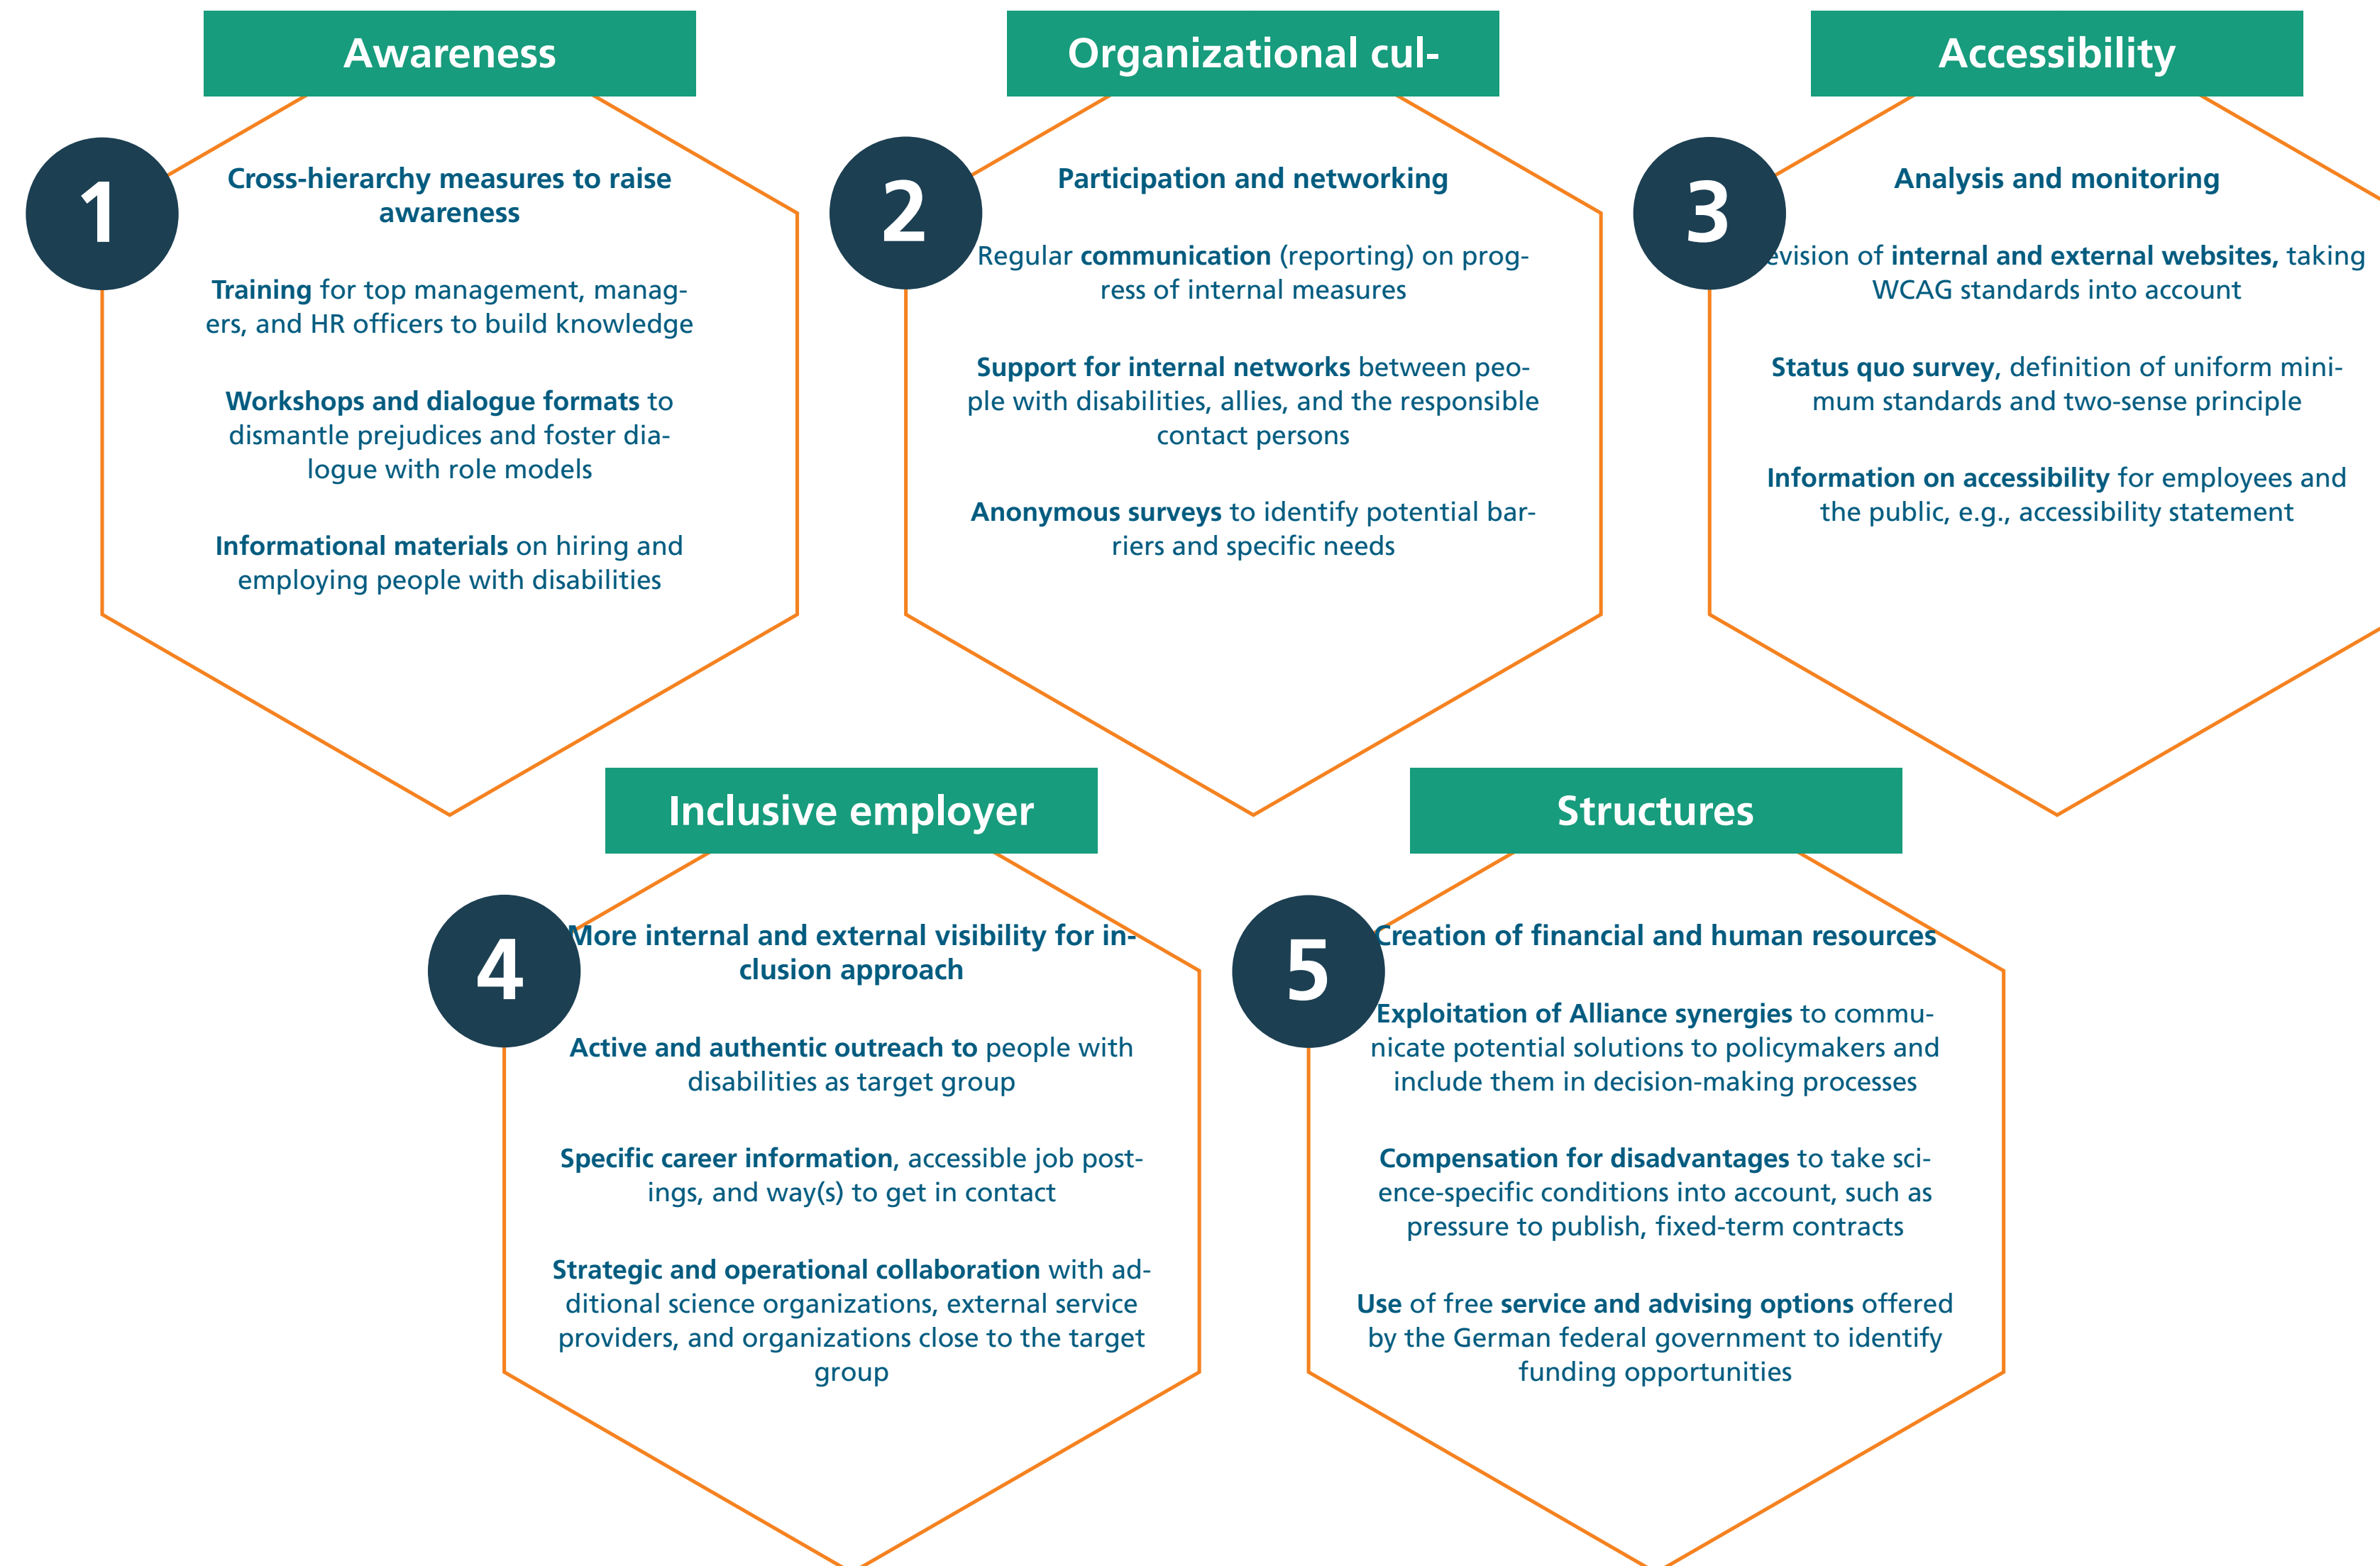 Awareness
1
Cross-hierarchy measures to raise
awareness
Training for top management, manag-
ers, and HR officers to build knowledge
Workshops and dialogue formats to
dismantle prejudices and foster dia-
logue with role models
Informational materials on hiring and
employing people with disabilities
Organizational cul-
2
Participation and networking
Regular communication (reporting) on prog-
ress of internal measures
Support for internal networks between peo-
ple with disabilities, allies, and the responsible
contact persons
Anonymous surveys to identify potential bar-
riers and specific needs
Accessibility
3
Analysis and monitoring
evision of internal and external websites, taking
WCAG standards into account
Status quo survey, definition of uniform mini-
mum standards and two-sense principle
Information on accessibility for employees and
the public, e.g., accessibility statement
Inclusive employer
4
More internal and external visibility for in-
clusion approach
Active and authentic outreach to people with
disabilities as target group
Specific career information, accessible job post-
ings, and way(s) to get in contact
Strategic and operational collaboration with ad-
ditional science organizations, external service
providers, and organizations close to the target
group
Structures
5
Creation of financial and human resources
Exploitation of Alliance synergies to commu-
nicate potential solutions to policymakers and
include them in decision-making processes
Compensation for disadvantages to take sci-
ence-specific conditions into account, such as
pressure to publish, fixed-term contracts
Use of free service and advising options offered
by the German federal government to identify
funding opportunities